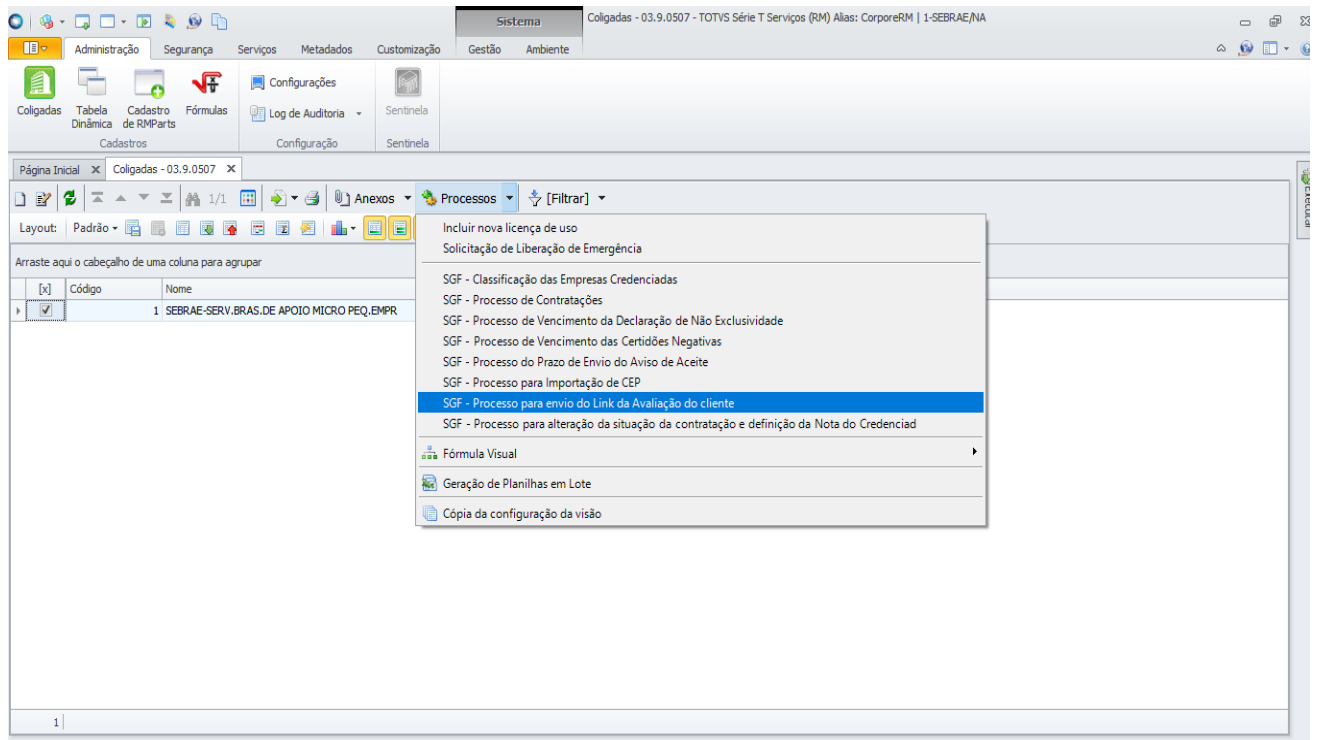 Sistema
Coligadas - 03.9.0507 - TOTVS Série T Serviços (RM) Alias: CorporeRM | 1-SEBRAE/NA
Administração Segurança Serviços Metadados Customização Gestão Ambiente
Coligadas
Tabela Dinâmica
Cadastro de RMParts
Fórmulas
Configurações
Log de Auditoria
Sentinela
Cadastros Configuração Sentinela
Página Inicial X Coligadas - 03.9.0507 X
1/1 Anexos Processos [Filtrar]
Layout: Padrão
Arraste aqui o cabeçalho de uma coluna para agrupar
[x] Código Nome
1 SEBRAE-SERV.BRAS.DE APOIO MICRO PEQ.EMPR
Incluir nova licença de uso
Solicitação de Liberação de Emergência
SGF - Classificação das Empresas Credenciadas
SGF - Processo de Contratações
SGF - Processo de Vencimento da Declaração de Não Exclusividade
SGF - Processo de Vencimento das Certidões Negativas
SGF - Processo do Prazo de Envio do Aviso de Aceite
SGF - Processo para Importação de CEP
SGF - Processo para envio do Link da Avaliação do cliente
SGF - Processo para alteração da situação da contratação e definição da Nota do Credenciad
Fórmula Visual
Geração de Planilhas em Lote
Cópia da configuração da visão
Executar
1